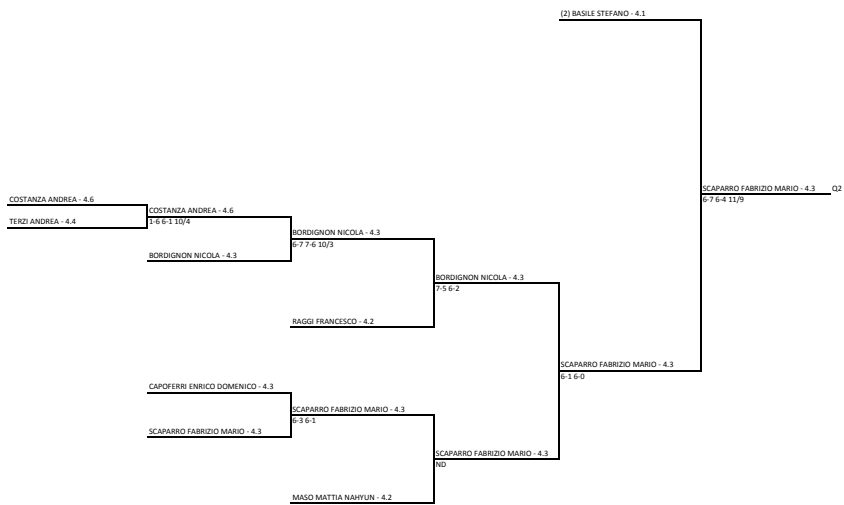 (2) BASILE STEFANO - 4.1
SCAPARRO FABRIZIO MARIO - 4.3 Q2
6-7 6-4 11/9
COSTANZA ANDREA - 4.6
COSTANZA ANDREA - 4.6
TERZI ANDREA - 4.4
1-6 6-1 10/4
BORDIGNON NICOLA - 4.3
6-7 7-6 10/3
BORDIGNON NICOLA - 4.3
BORDIGNON NICOLA - 4.3
7-5 6-2
RAGGI FRANCESCO - 4.2
SCAPARRO FABRIZIO MARIO - 4.3
6-1 6-0
CAPOFERRI ENRICO DOMENICO - 4.3
SCAPARRO FABRIZIO MARIO - 4.3
6-3 6-1
SCAPARRO FABRIZIO MARIO - 4.3
SCAPARRO FABRIZIO MARIO - 4.3
ND
MASO MATTIA NAHYUN - 4.2